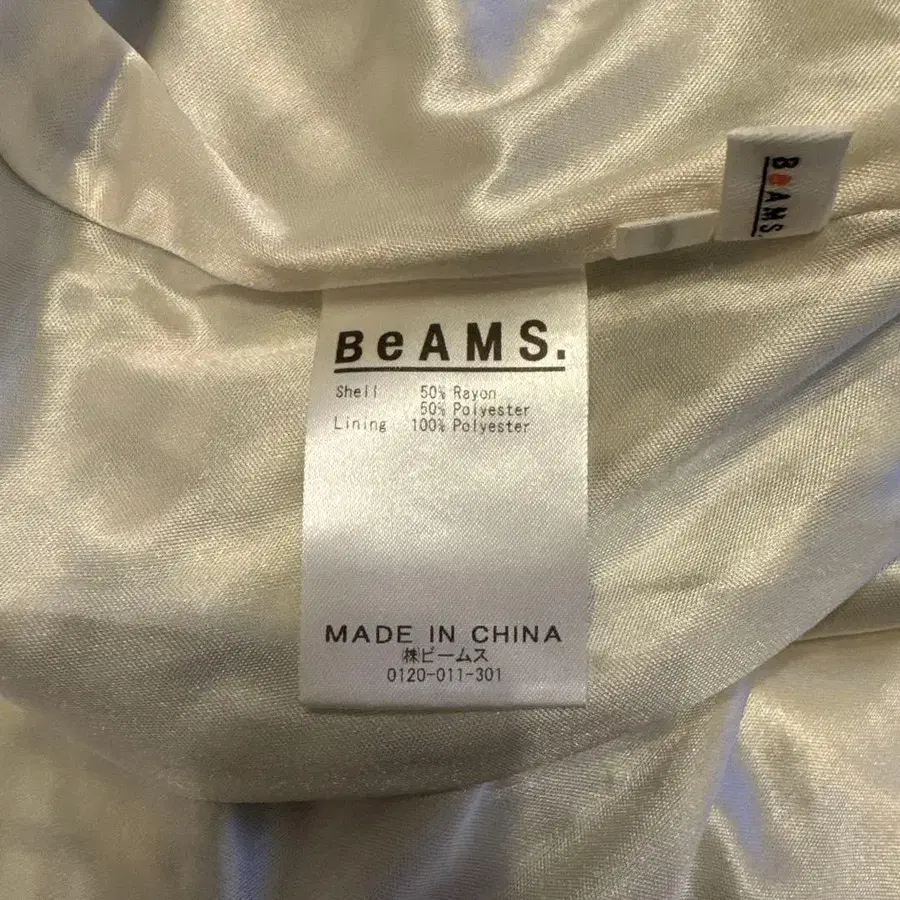 BeAMS.
BeAMS.
Shell 50% Rayon
50% Polyester
Lining 100% Polyester
MADE IN CHINA
㈱ビームス
0120-011-301